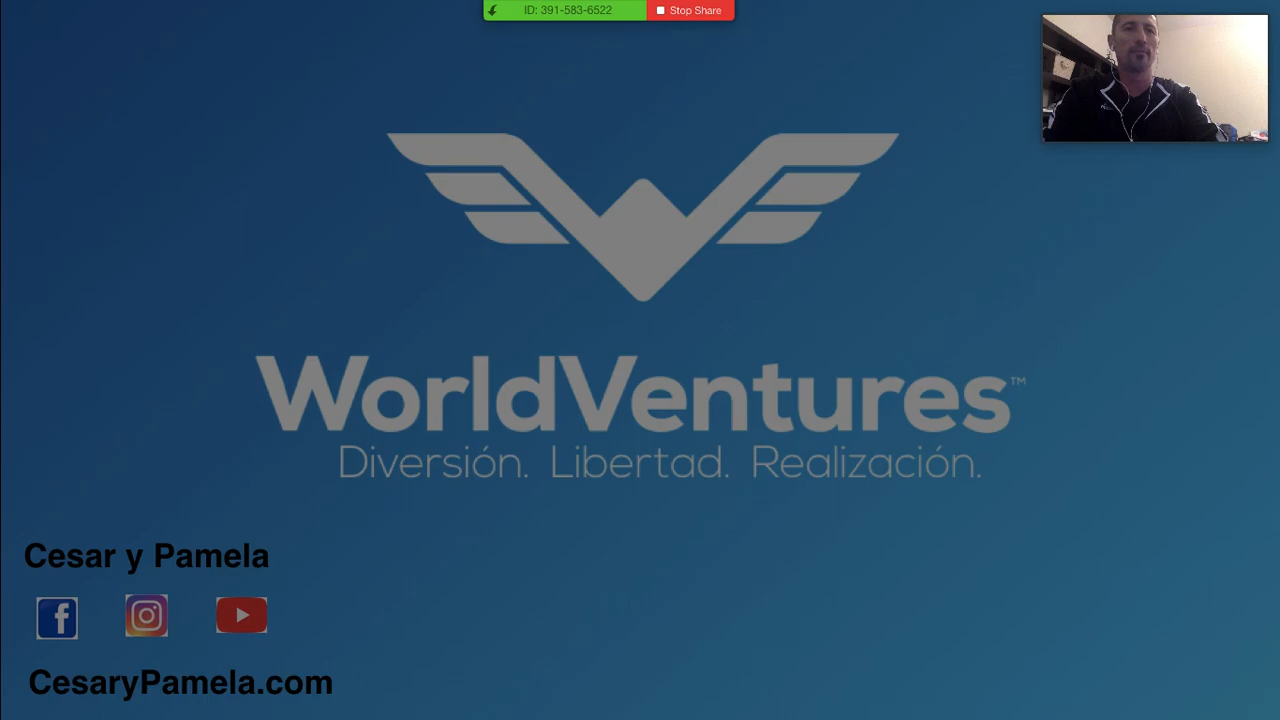 ID: 391-583-6522
Stop Share
WorldVentures™
Diversión. Libertad. Realización.
Cesar y Pamela
CesaryPamela.com